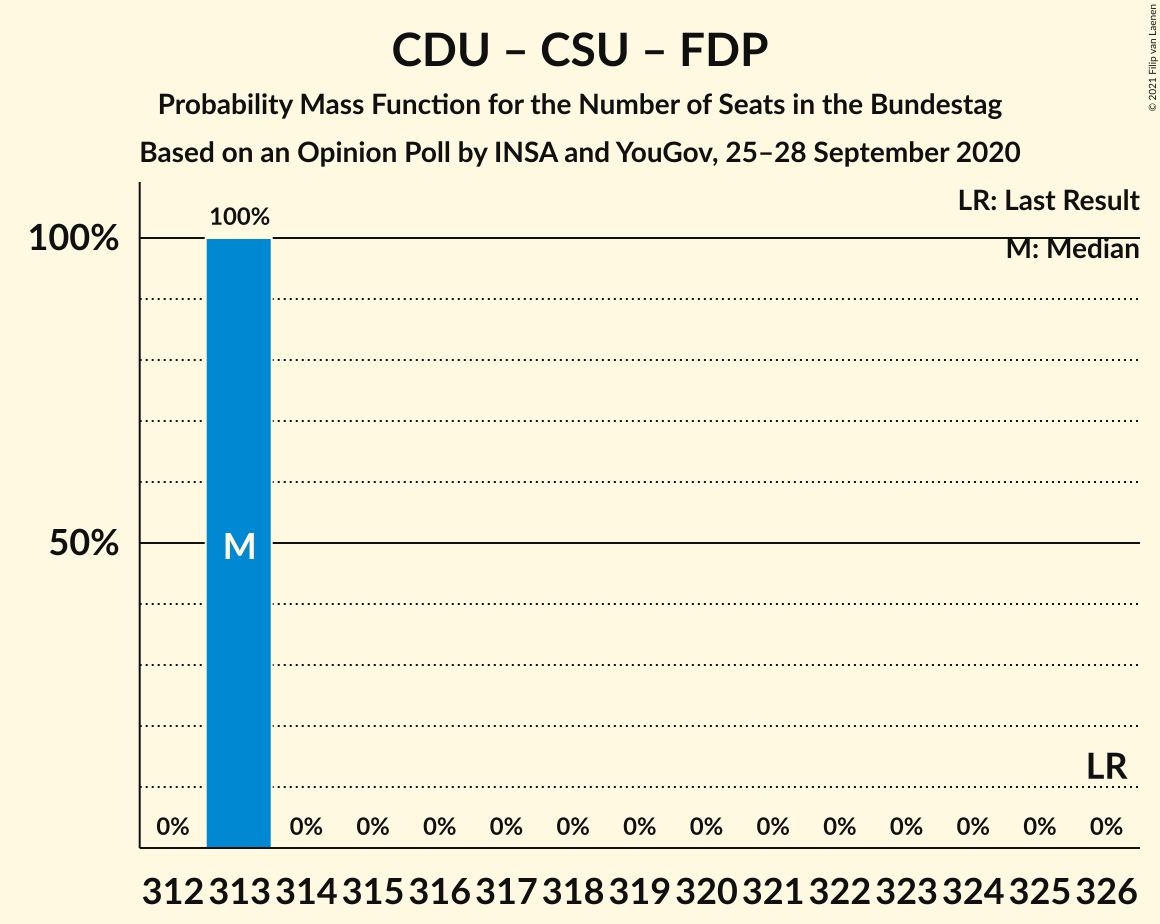 CDU – CSU – FDP
Probability Mass Function for the Number of Seats in the Bundestag
Based on an Opinion Poll by INSA and YouGov, 25–28 September 2020
© 2021 Filip van Laenen
LR: Last Result
M: Median
100%
100%
50%
M
LR
0% 0% 0% 0% 0% 0% 0% 0% 0% 0% 0% 0% 0% 0%
312 313 314 315 316 317 318 319 320 321 322 323 324 325 326